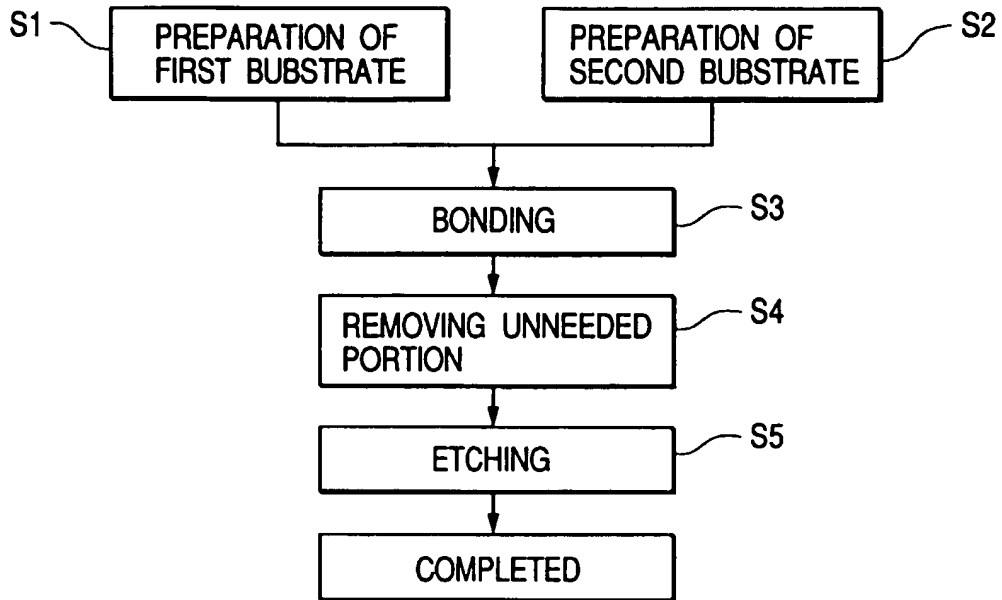 S1
PREPARATION OF
FIRST BUBSTRATE
PREPARATION OF
SECOND BUBSTRATE
S2
BONDING
S3
REMOVING UNNEEDED
PORTION
S4
ETCHING
S5
COMPLETED